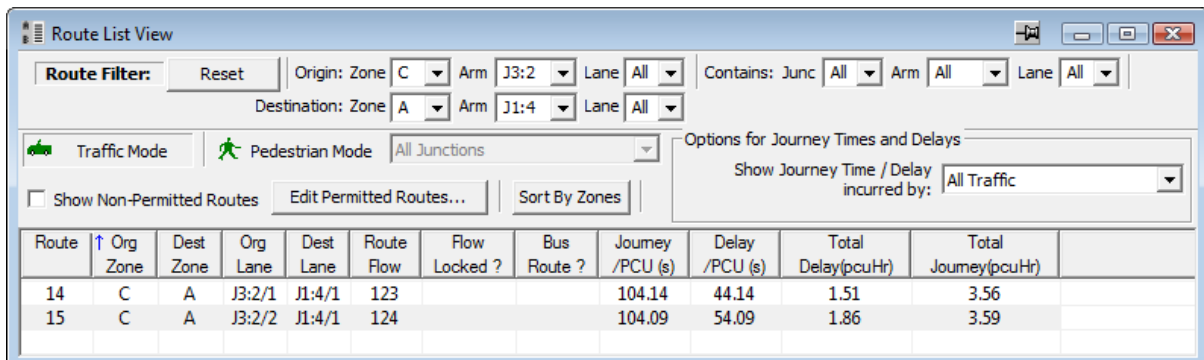 Route List View
Route Filter: Reset Origin: Zone C Arm J3:2 Lane All Contains: Junc All Arm All Lane All
Destination: Zone A Arm J1:4 Lane All
Traffic Mode Pedestrian Mode All Junctions
Options for Journey Times and Delays
Show Journey Time / Delay incurred by: All Traffic
Show Non-Permitted Routes Edit Permitted Routes... Sort By Zones
Route ↑ Org Dest Org Dest Route Flow Bus Journey Delay Total Total
Zone Zone Lane Lane Flow Locked ? Route ? /PCU (s) /PCU (s) Delay(pcuHr) Journey(pcuHr)
14 C A J3:2/1 J1:4/1 123 104.14 44.14 1.51 3.56
15 C A J3:2/2 J1:4/1 124 104.09 54.09 1.86 3.59